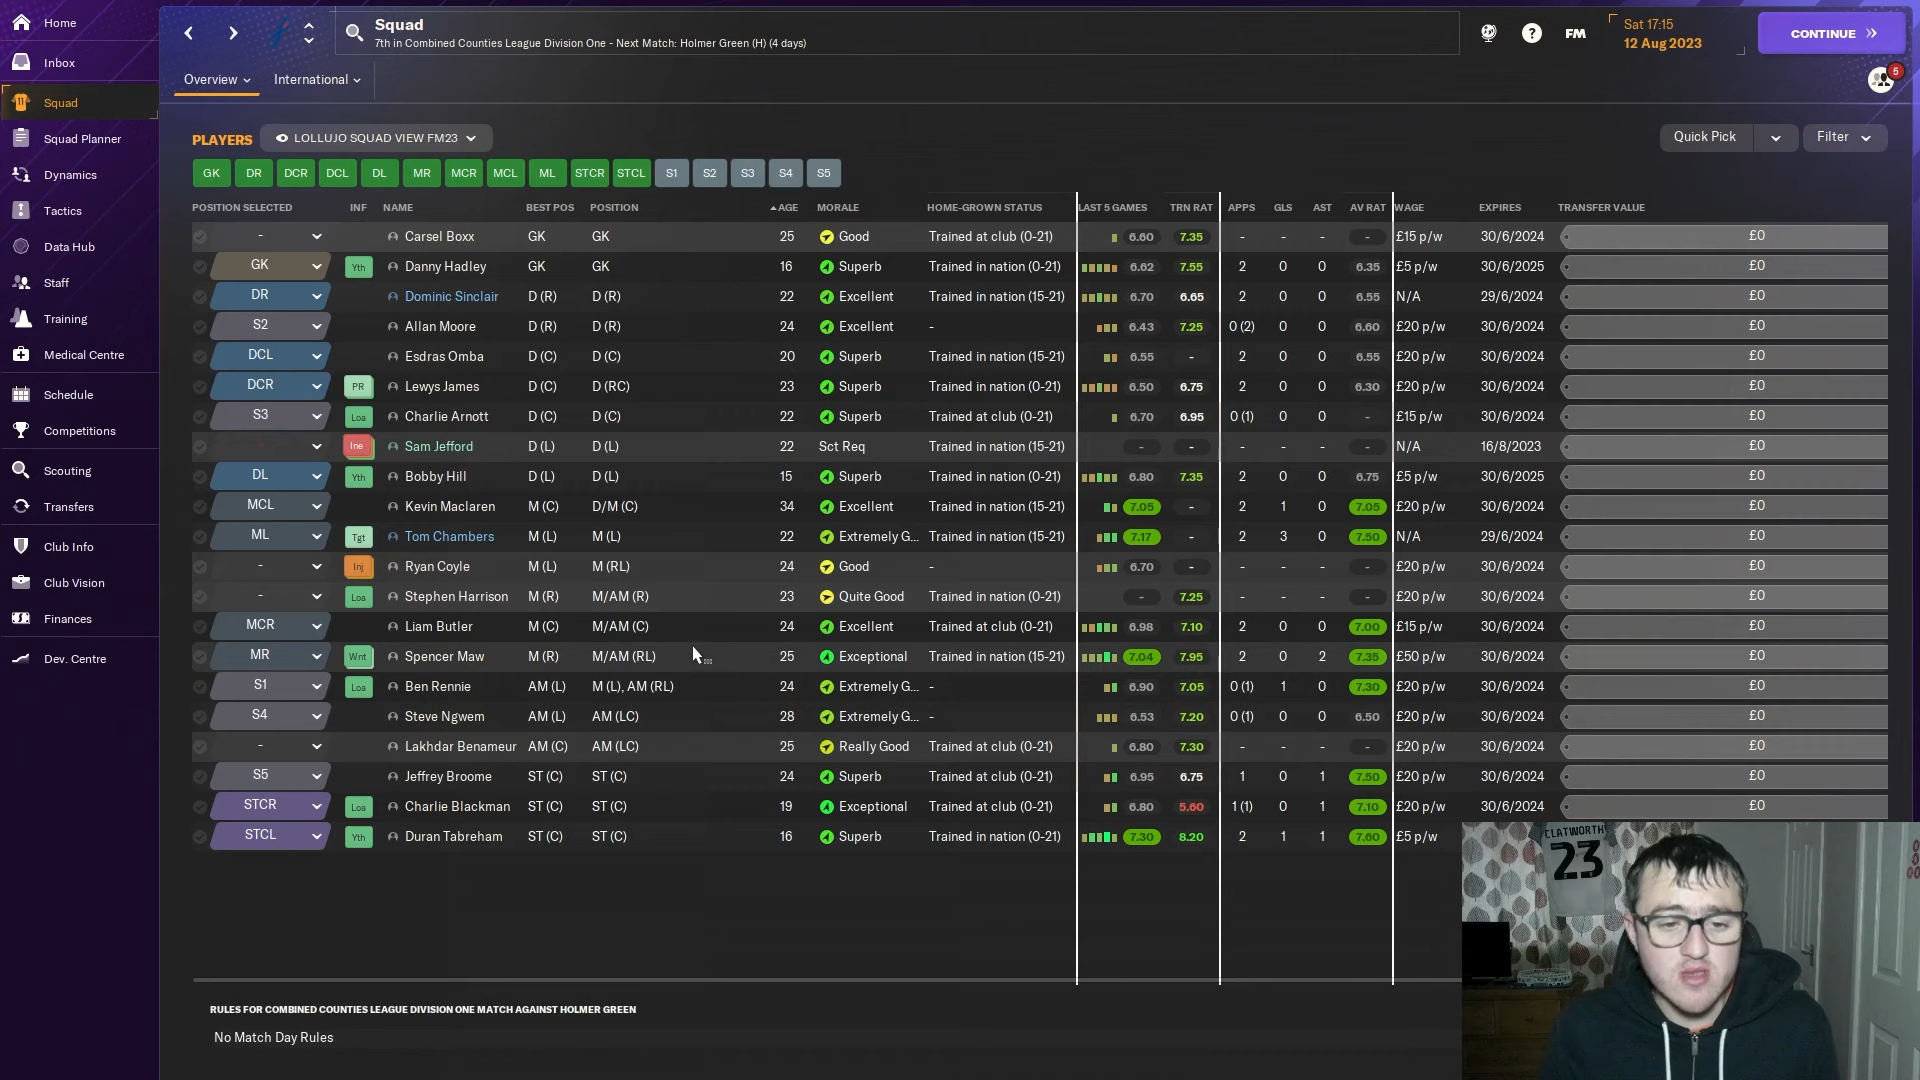 Home
Inbox
Squad
Squad Planner
Dynamics
Tactics
Data Hub
Staff
Training
Medical Centre
Schedule
Competitions
Scouting
Transfers
Club Info
Club Vision
Finances
Dev. Centre
Squad
7th in Combined Counties League Division One - Next Match: Holmer Green (H) (4 days)
? FM
Sat 17:15
12 Aug 2023
CONTINUE
Overview International
5
PLAYERS LOLLUJO SQUAD VIEW FM23
Quick Pick Filter
GK DR DCR DCL DL MR MCR MCL ML STCR STCL S1 S2 S3 S4 S5
POSITION SELECTED INF NAME BEST POS POSITION AGE MORALE HOME-GROWN STATUS LAST 5 GAMES TRN RAT APPS GLS AST AV RAT WAGE EXPIRES TRANSFER VALUE
- Carsel Boxx GK GK 25 Good Trained at club (0-21) 6.60 7.35 - - - - £15 p/w 30/6/2024 £0
GK Yth Danny Hadley GK GK 16 Superb Trained in nation (0-21) 6.62 7.55 2 0 0 6.35 £5 p/w 30/6/2025 £0
DR Dominic Sinclair D (R) D (R) 22 Excellent Trained in nation (15-21) 6.70 6.65 2 0 0 6.55 N/A 29/6/2024 £0
S2 Allan Moore D (R) D (R) 24 Excellent - 6.43 7.25 0 (2) 0 0 6.60 £20 p/w 30/6/2024 £0
DCL Esdras Omba D (C) D (C) 20 Superb Trained in nation (15-21) 6.55 - 2 0 0 6.55 £20 p/w 30/6/2024 £0
DCR PR Lewys James D (C) D (RC) 23 Superb Trained in nation (0-21) 6.50 6.75 2 0 0 6.30 £20 p/w 30/6/2024 £0
S3 Loa Charlie Arnott D (C) D (C) 22 Superb Trained at club (0-21) 6.70 6.95 0 (1) 0 0 - £15 p/w 30/6/2024 £0
Ine Sam Jefford D (L) D (L) 22 Sct Req Trained in nation (15-21) - - - - - - N/A 16/8/2023 £0
DL Yth Bobby Hill D (L) D (L) 15 Superb Trained in nation (0-21) 6.80 7.35 2 0 0 6.75 £5 p/w 30/6/2025 £0
MCL Kevin Maclaren M (C) D/M (C) 34 Excellent Trained in nation (15-21) 7.05 - 2 1 0 7.05 £20 p/w 30/6/2024 £0
ML Tgt Tom Chambers M (L) M (L) 22 Extremely G... Trained in nation (15-21) 7.17 - 2 3 0 7.50 N/A 29/6/2024 £0
- Inj Ryan Coyle M (L) M (RL) 24 Good - 6.70 - - - - - £20 p/w 30/6/2024 £0
- Loa Stephen Harrison M (R) M/AM (R) 23 Quite Good Trained in nation (0-21) - 7.25 - - - - £20 p/w 30/6/2024 £0
MCR Liam Butler M (C) M/AM (C) 24 Excellent Trained at club (0-21) 6.98 7.10 2 0 0 7.00 £15 p/w 30/6/2024 £0
MR Wnt Spencer Maw M (R) M/AM (RL) 25 Exceptional Trained in nation (15-21) 7.04 7.95 2 0 2 7.35 £50 p/w 30/6/2024 £0
S1 Loa Ben Rennie AM (L) M (L), AM (RL) 24 Extremely G... - 6.90 7.05 0 (1) 1 0 7.30 £20 p/w 30/6/2024 £0
S4 Steve Ngwem AM (L) AM (LC) 28 Extremely G... - 6.53 7.20 0 (1) 0 0 6.50 £20 p/w 30/6/2024 £0
- Lakhdar Benameur AM (C) AM (LC) 25 Really Good Trained at club (0-21) 6.80 7.30 - - - - £20 p/w 30/6/2024 £0
S5 Jeffrey Broome ST (C) ST (C) 24 Superb Trained at club (0-21) 6.95 6.75 1 0 1 7.50 £20 p/w 30/6/2024 £0
STCR Loa Charlie Blackman ST (C) ST (C) 19 Exceptional Trained at club (0-21) 6.80 5.60 1 (1) 0 1 7.10 £20 p/w 30/6/2024 £0
STCL Yth Duran Tabreham ST (C) ST (C) 16 Superb Trained in nation (0-21) 7.30 8.20 2 1 1 7.60 £5 p/w
CLATWORTHY
23
RULES FOR COMBINED COUNTIES LEAGUE DIVISION ONE MATCH AGAINST HOLMER GREEN
No Match Day Rules